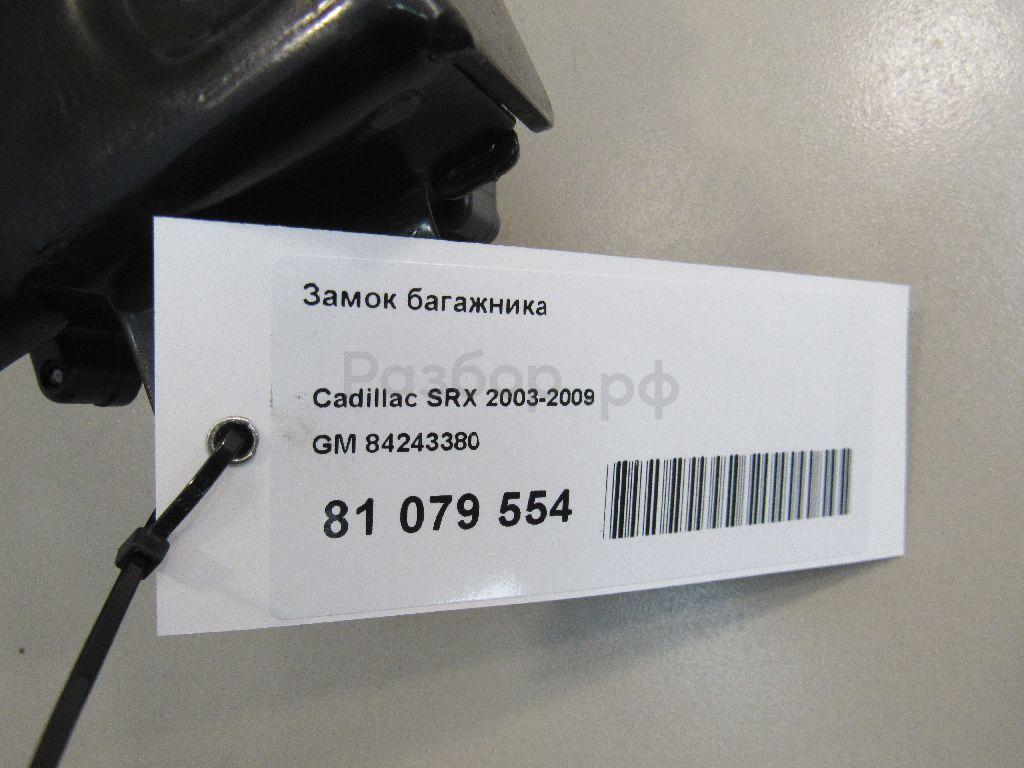 Замок багажника
Разбор.рф
Cadillac SRX 2003-2009
GM 84243380
81 079 554